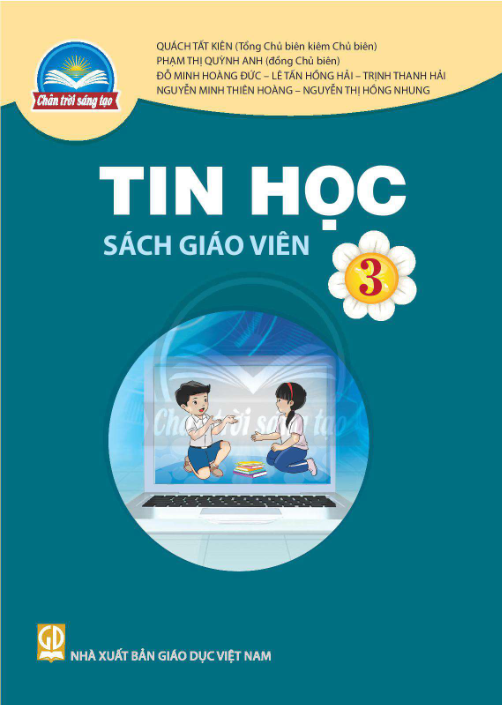 QUÁCH TẤT KIÊN (Tổng Chủ biên kiêm Chủ biên)
PHẠM THỊ QUỲNH ANH (đồng Chủ biên)
ĐỖ MINH HOÀNG ĐỨC – LÊ TẤN HỒNG HẢI – TRỊNH THANH HẢI
NGUYỄN MINH THIÊN HOÀNG – NGUYỄN THỊ HỒNG NHUNG
Chân trời sáng tạo
TIN HỌC
SÁCH GIÁO VIÊN
3
Chân trời sáng tạo
GD
NHÀ XUẤT BẢN GIÁO DỤC VIỆT NAM